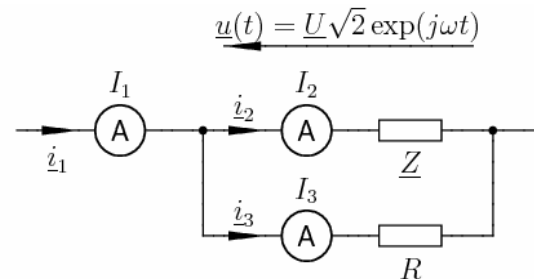 u(t) = U√2 exp(jωt)
I₁
I₂
A
i₂
A
i₁
Z
I₃
i₃
A
R